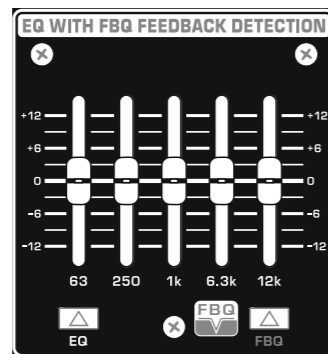 EQ WITH FBQ FEEDBACK DETECTION
+12 +12
+6 +6
0 0
-6 -6
-12 -12
63 250 1k 6.3k 12k
FBQ
EQ FBQ